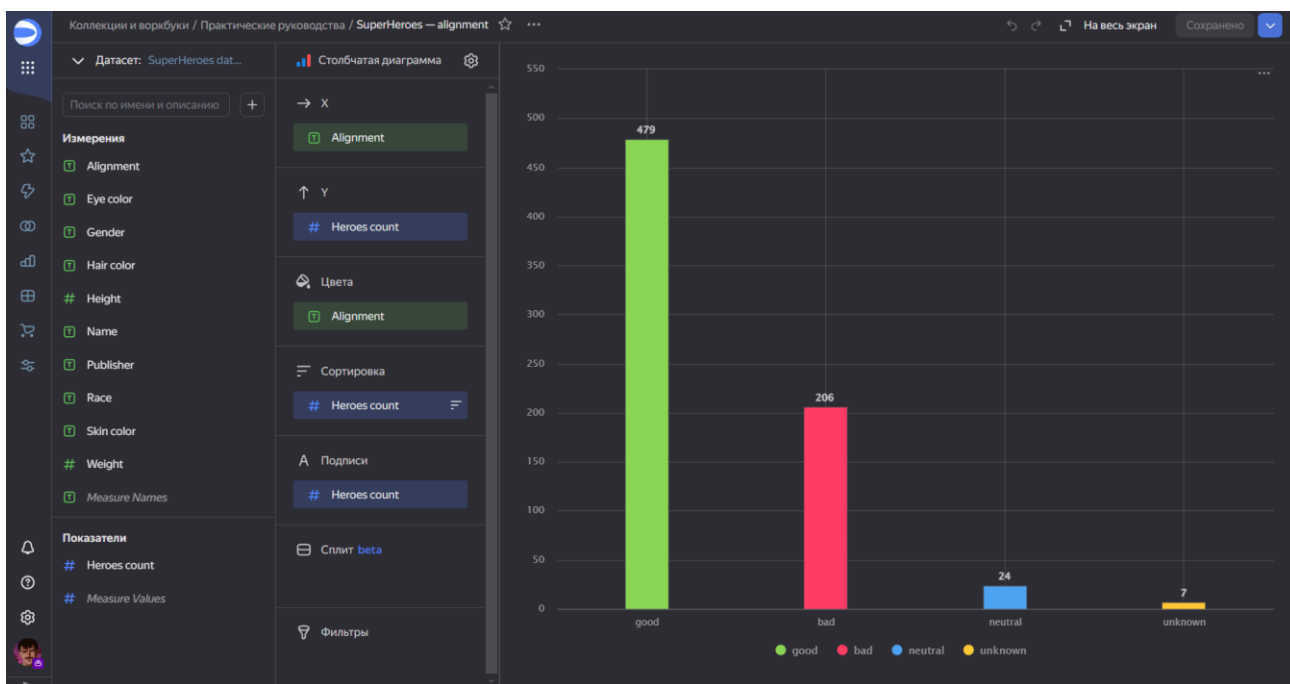 Коллекции и воркбуки / Практические руководства / SuperHeroes — alignment
На весь экран
Сохранено
Датасет: SuperHeroes dat...
Поиск по имени и описанию
Измерения
Alignment
Eye color
Gender
Hair color
Height
Name
Publisher
Race
Skin color
Weight
Measure Names
Показатели
Heroes count
Measure Values
Столбчатая диаграмма
X
Alignment
Y
Heroes count
Цвета
Alignment
Сортировка
Heroes count
Подписи
Heroes count
Сплит beta
Фильтры
550
500
450
400
350
300
250
200
150
100
50
0
479
206
24
7
good bad neutral unknown
good bad neutral unknown